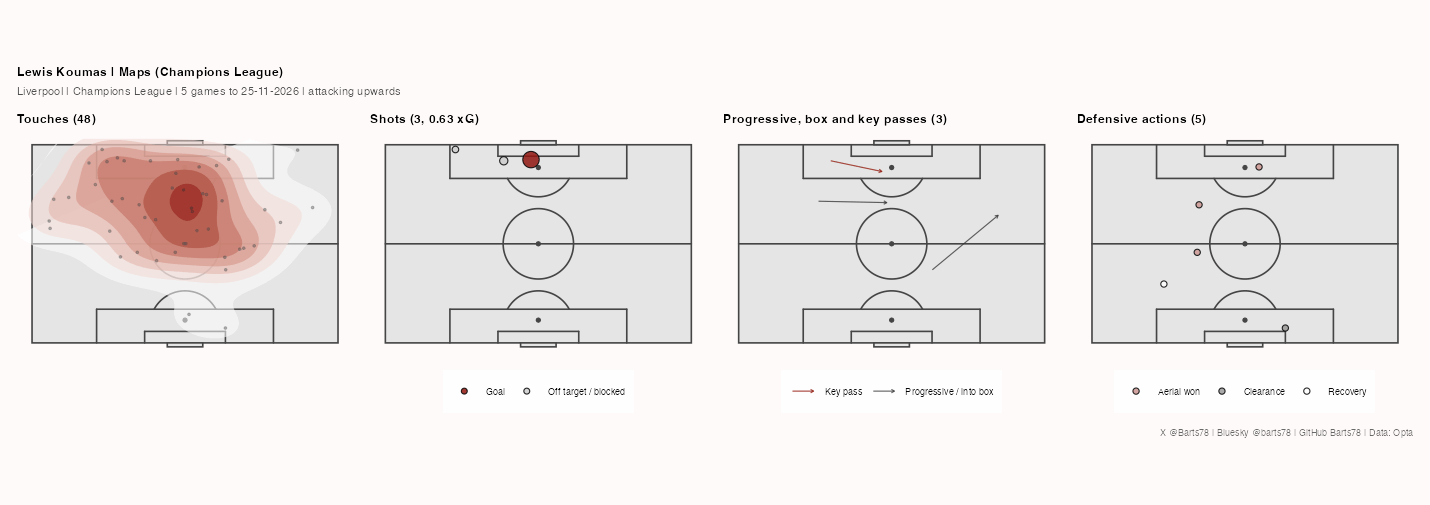 Lewis Koumas | Maps (Champions League)
Liverpool | Champions League | 5 games to 25-11-2026 | attacking upwards
Touches (48)
Shots (3, 0.63 xG)
Progressive, box and key passes (3)
Defensive actions (5)
Goal
Off target / blocked
Key pass
Progressive / into box
Aerial won
Clearance
Recovery
X @Barts78 | Bluesky @barts78 | GitHub Barts78 | Data: Opta